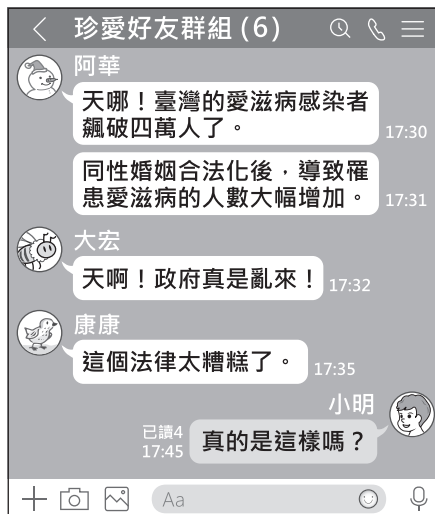 珍愛好友群組(6)
阿華
天哪！臺灣的愛滋病感染者
飆破四萬人了。
17:30
同性婚姻合法化後，導致罹
患愛滋病的人數大幅增加。
17:31
大宏
天啊！政府真是亂來！
17:32
康康
這個法律太糟糕了。
17:35
小明
已讀4
17:45
真的是這樣嗎？
Aa